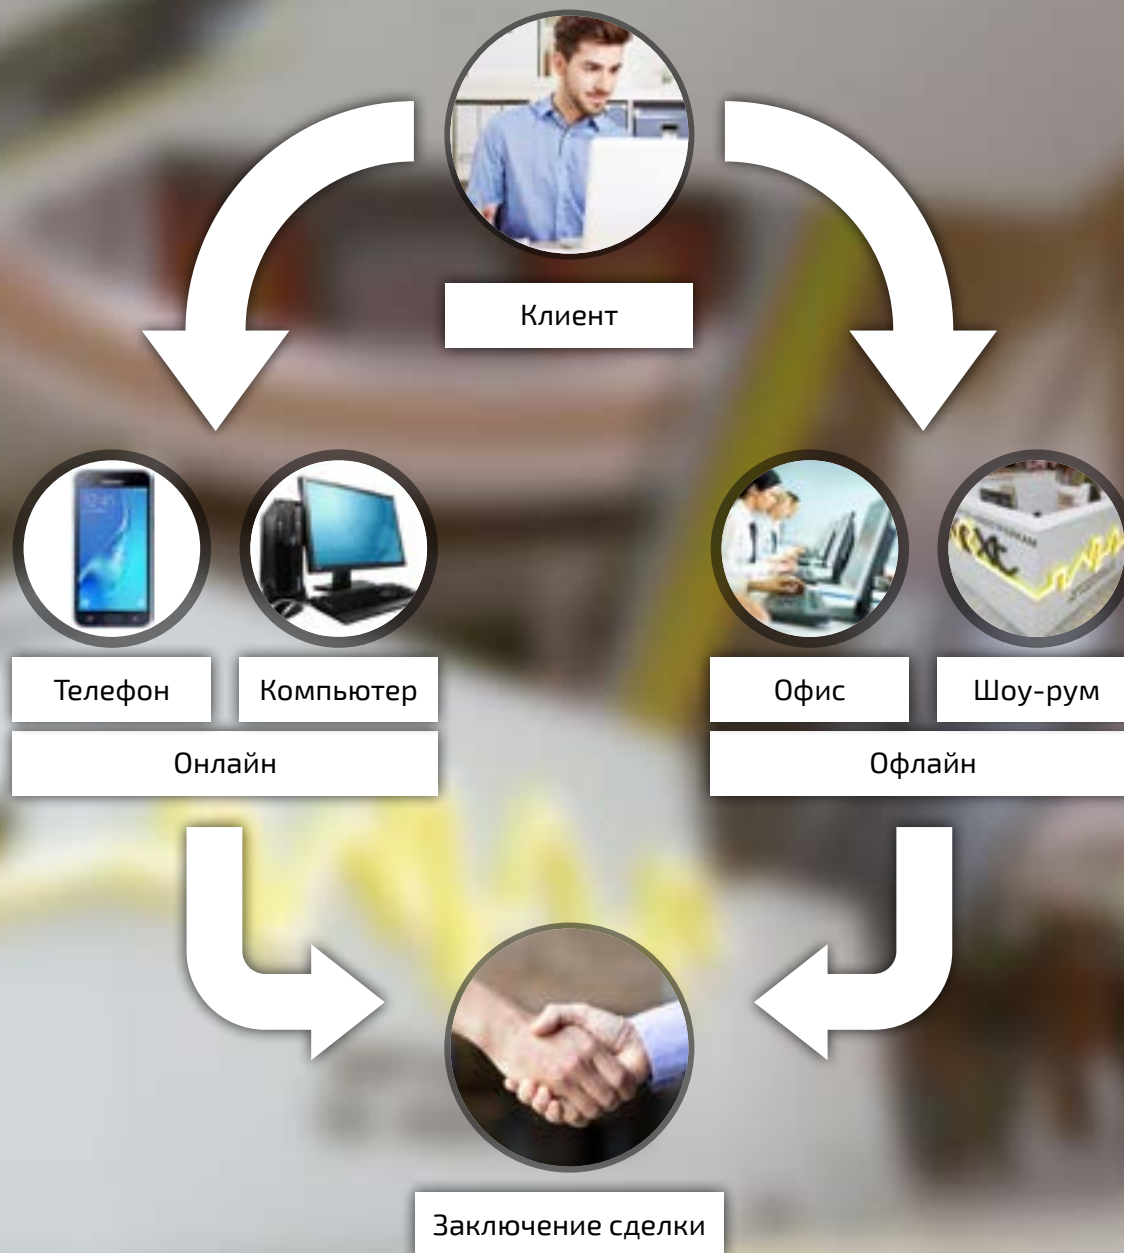 Клиент
Телефон
Компьютер
Офис
Шоу-рум
Онлайн
Офлайн
Заключение сделки